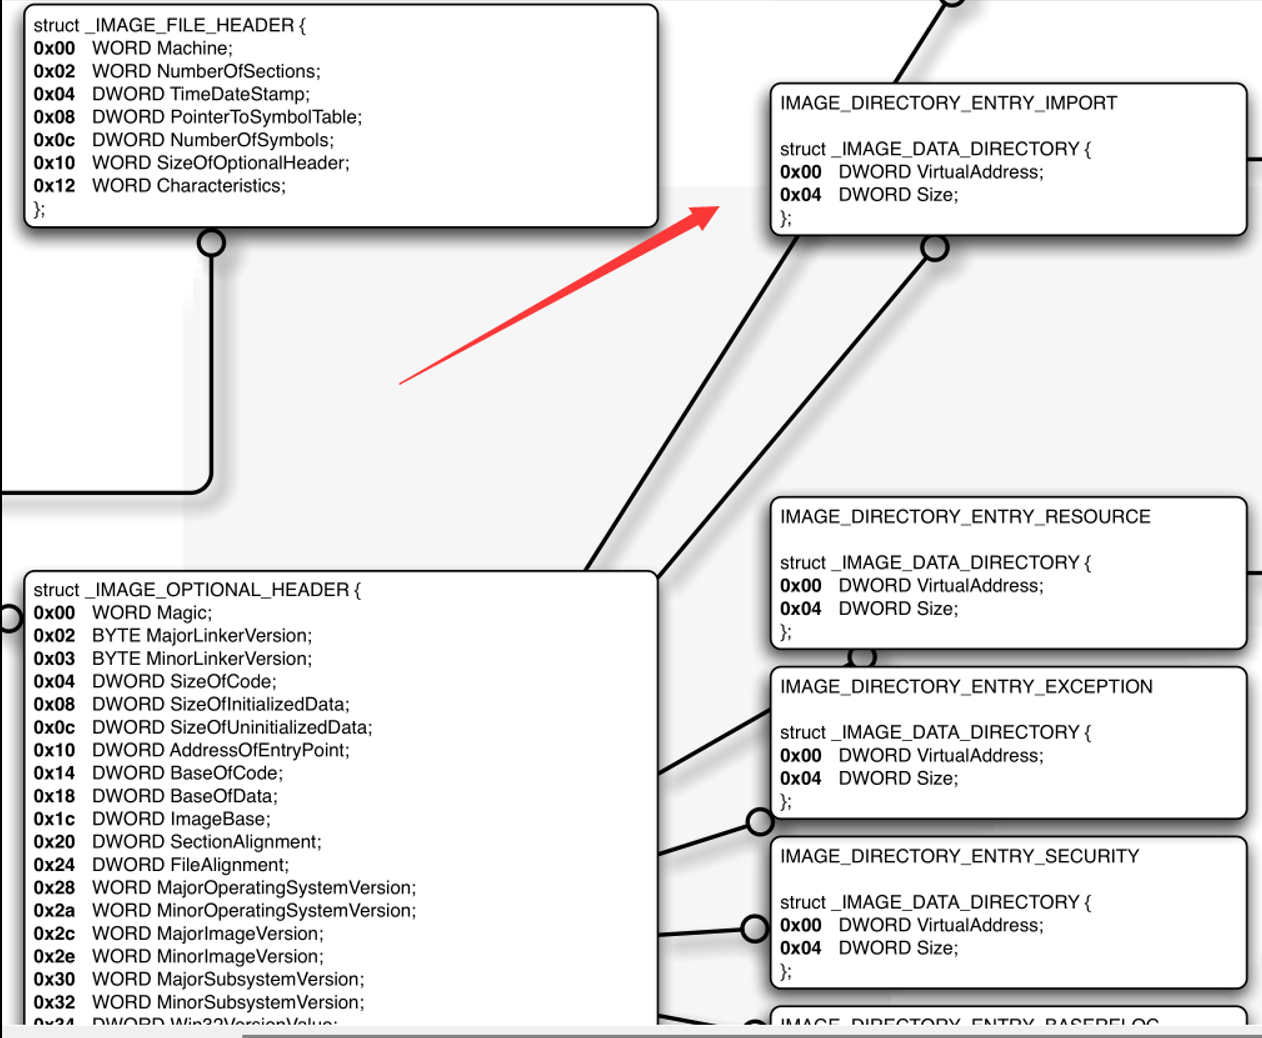 struct _IMAGE_FILE_HEADER {
0x00 WORD Machine;
0x02 WORD NumberOfSections;
0x04 DWORD TimeDateStamp;
0x08 DWORD PointerToSymbolTable;
0x0c DWORD NumberOfSymbols;
0x10 WORD SizeOfOptionalHeader;
0x12 WORD Characteristics;
};
IMAGE_DIRECTORY_ENTRY_IMPORT
struct _IMAGE_DATA_DIRECTORY {
0x00 DWORD VirtualAddress;
0x04 DWORD Size;
};
struct _IMAGE_OPTIONAL_HEADER {
0x00 WORD Magic;
0x02 BYTE MajorLinkerVersion;
0x03 BYTE MinorLinkerVersion;
0x04 DWORD SizeOfCode;
0x08 DWORD SizeOfInitializedData;
0x0c DWORD SizeOfUninitializedData;
0x10 DWORD AddressOfEntryPoint;
0x14 DWORD BaseOfCode;
0x18 DWORD BaseOfData;
0x1c DWORD ImageBase;
0x20 DWORD SectionAlignment;
0x24 DWORD FileAlignment;
0x28 WORD MajorOperatingSystemVersion;
0x2a WORD MinorOperatingSystemVersion;
0x2c WORD MajorImageVersion;
0x2e WORD MinorImageVersion;
0x30 WORD MajorSubsystemVersion;
0x32 WORD MinorSubsystemVersion;
0x34 DWORD Win32VersionValue;
IMAGE_DIRECTORY_ENTRY_RESOURCE
struct _IMAGE_DATA_DIRECTORY {
0x00 DWORD VirtualAddress;
0x04 DWORD Size;
};
IMAGE_DIRECTORY_ENTRY_EXCEPTION
struct _IMAGE_DATA_DIRECTORY {
0x00 DWORD VirtualAddress;
0x04 DWORD Size;
};
IMAGE_DIRECTORY_ENTRY_SECURITY
struct _IMAGE_DATA_DIRECTORY {
0x00 DWORD VirtualAddress;
0x04 DWORD Size;
};
IMAGE_DIRECTORY_ENTRY_BASERELOC